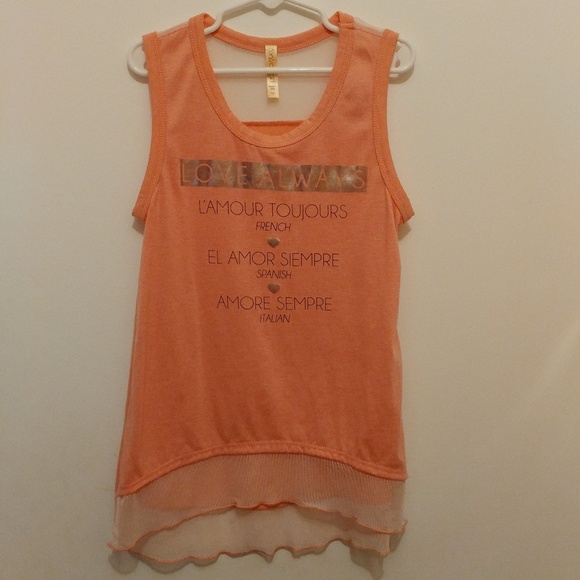 LOVE ALWAYS
L'AMOUR TOUJOURS
FRENCH
EL AMOR SIEMPRE
SPANISH
AMORE SEMPRE
ITALIAN